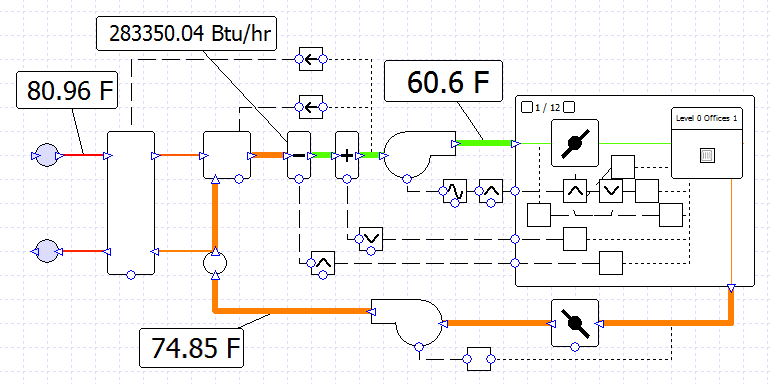 283350.04 Btu/hr
80.96 F
60.6 F
1 / 12
Level 0 Offices 1
74.85 F